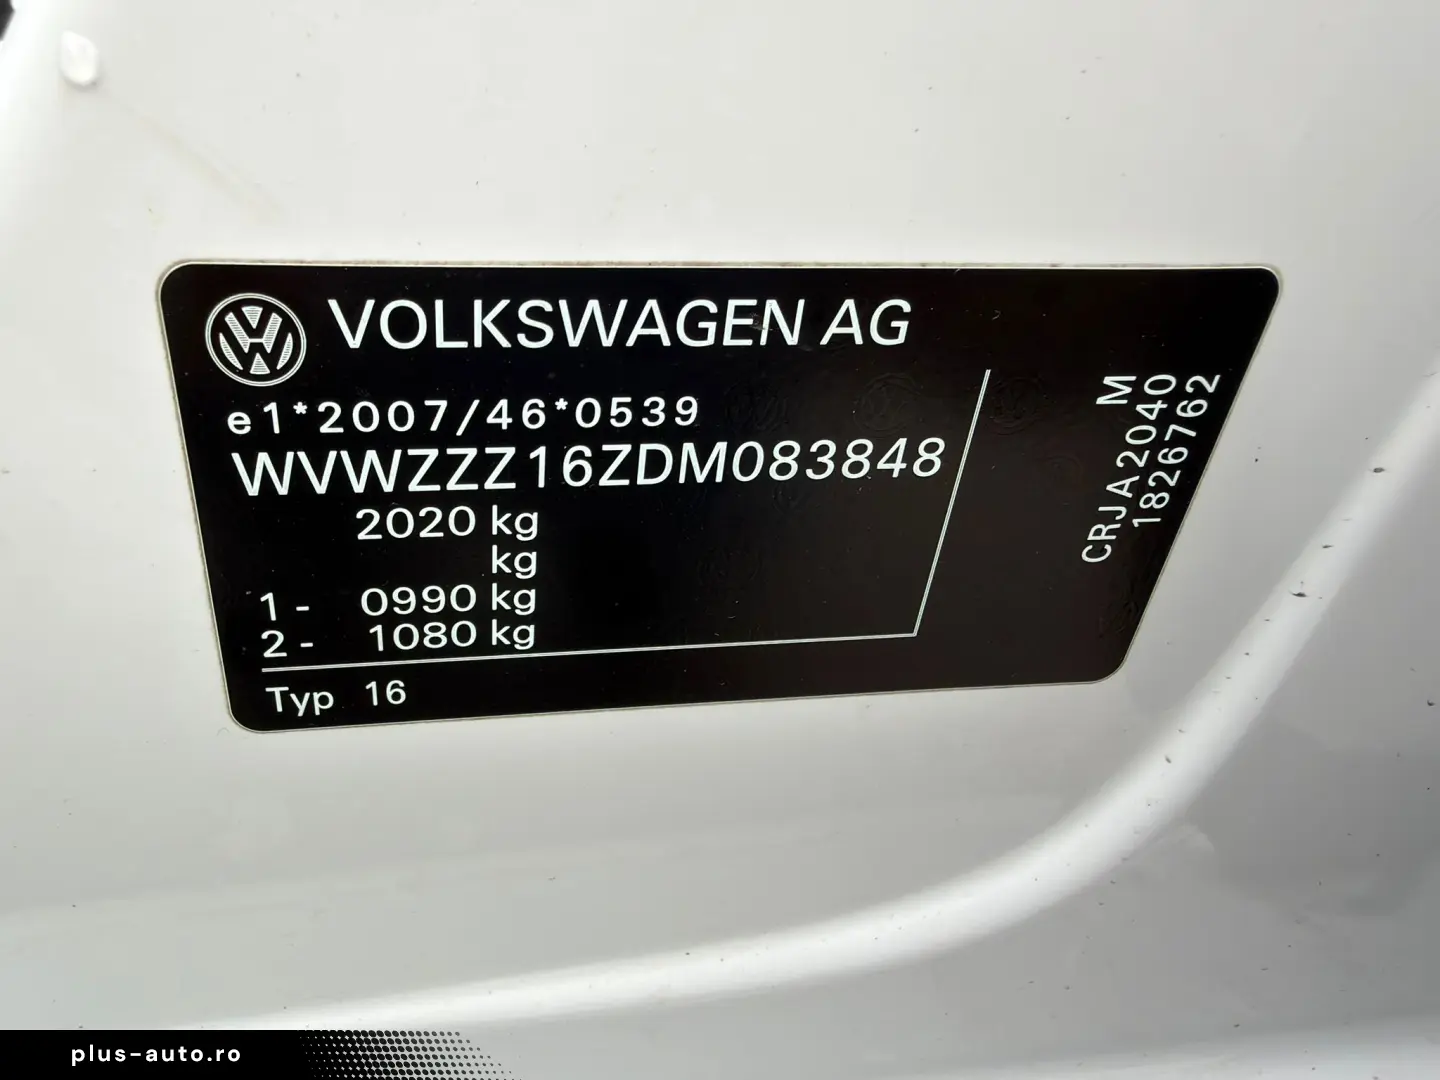 VOLKSWAGEN AG
e1*2007/46*0539
WVWZZZ16ZDM083848
2020 kg
kg
1- 0990 kg
2- 1080 kg
Typ 16
M
CRJA2040
1826762
plus-auto.ro